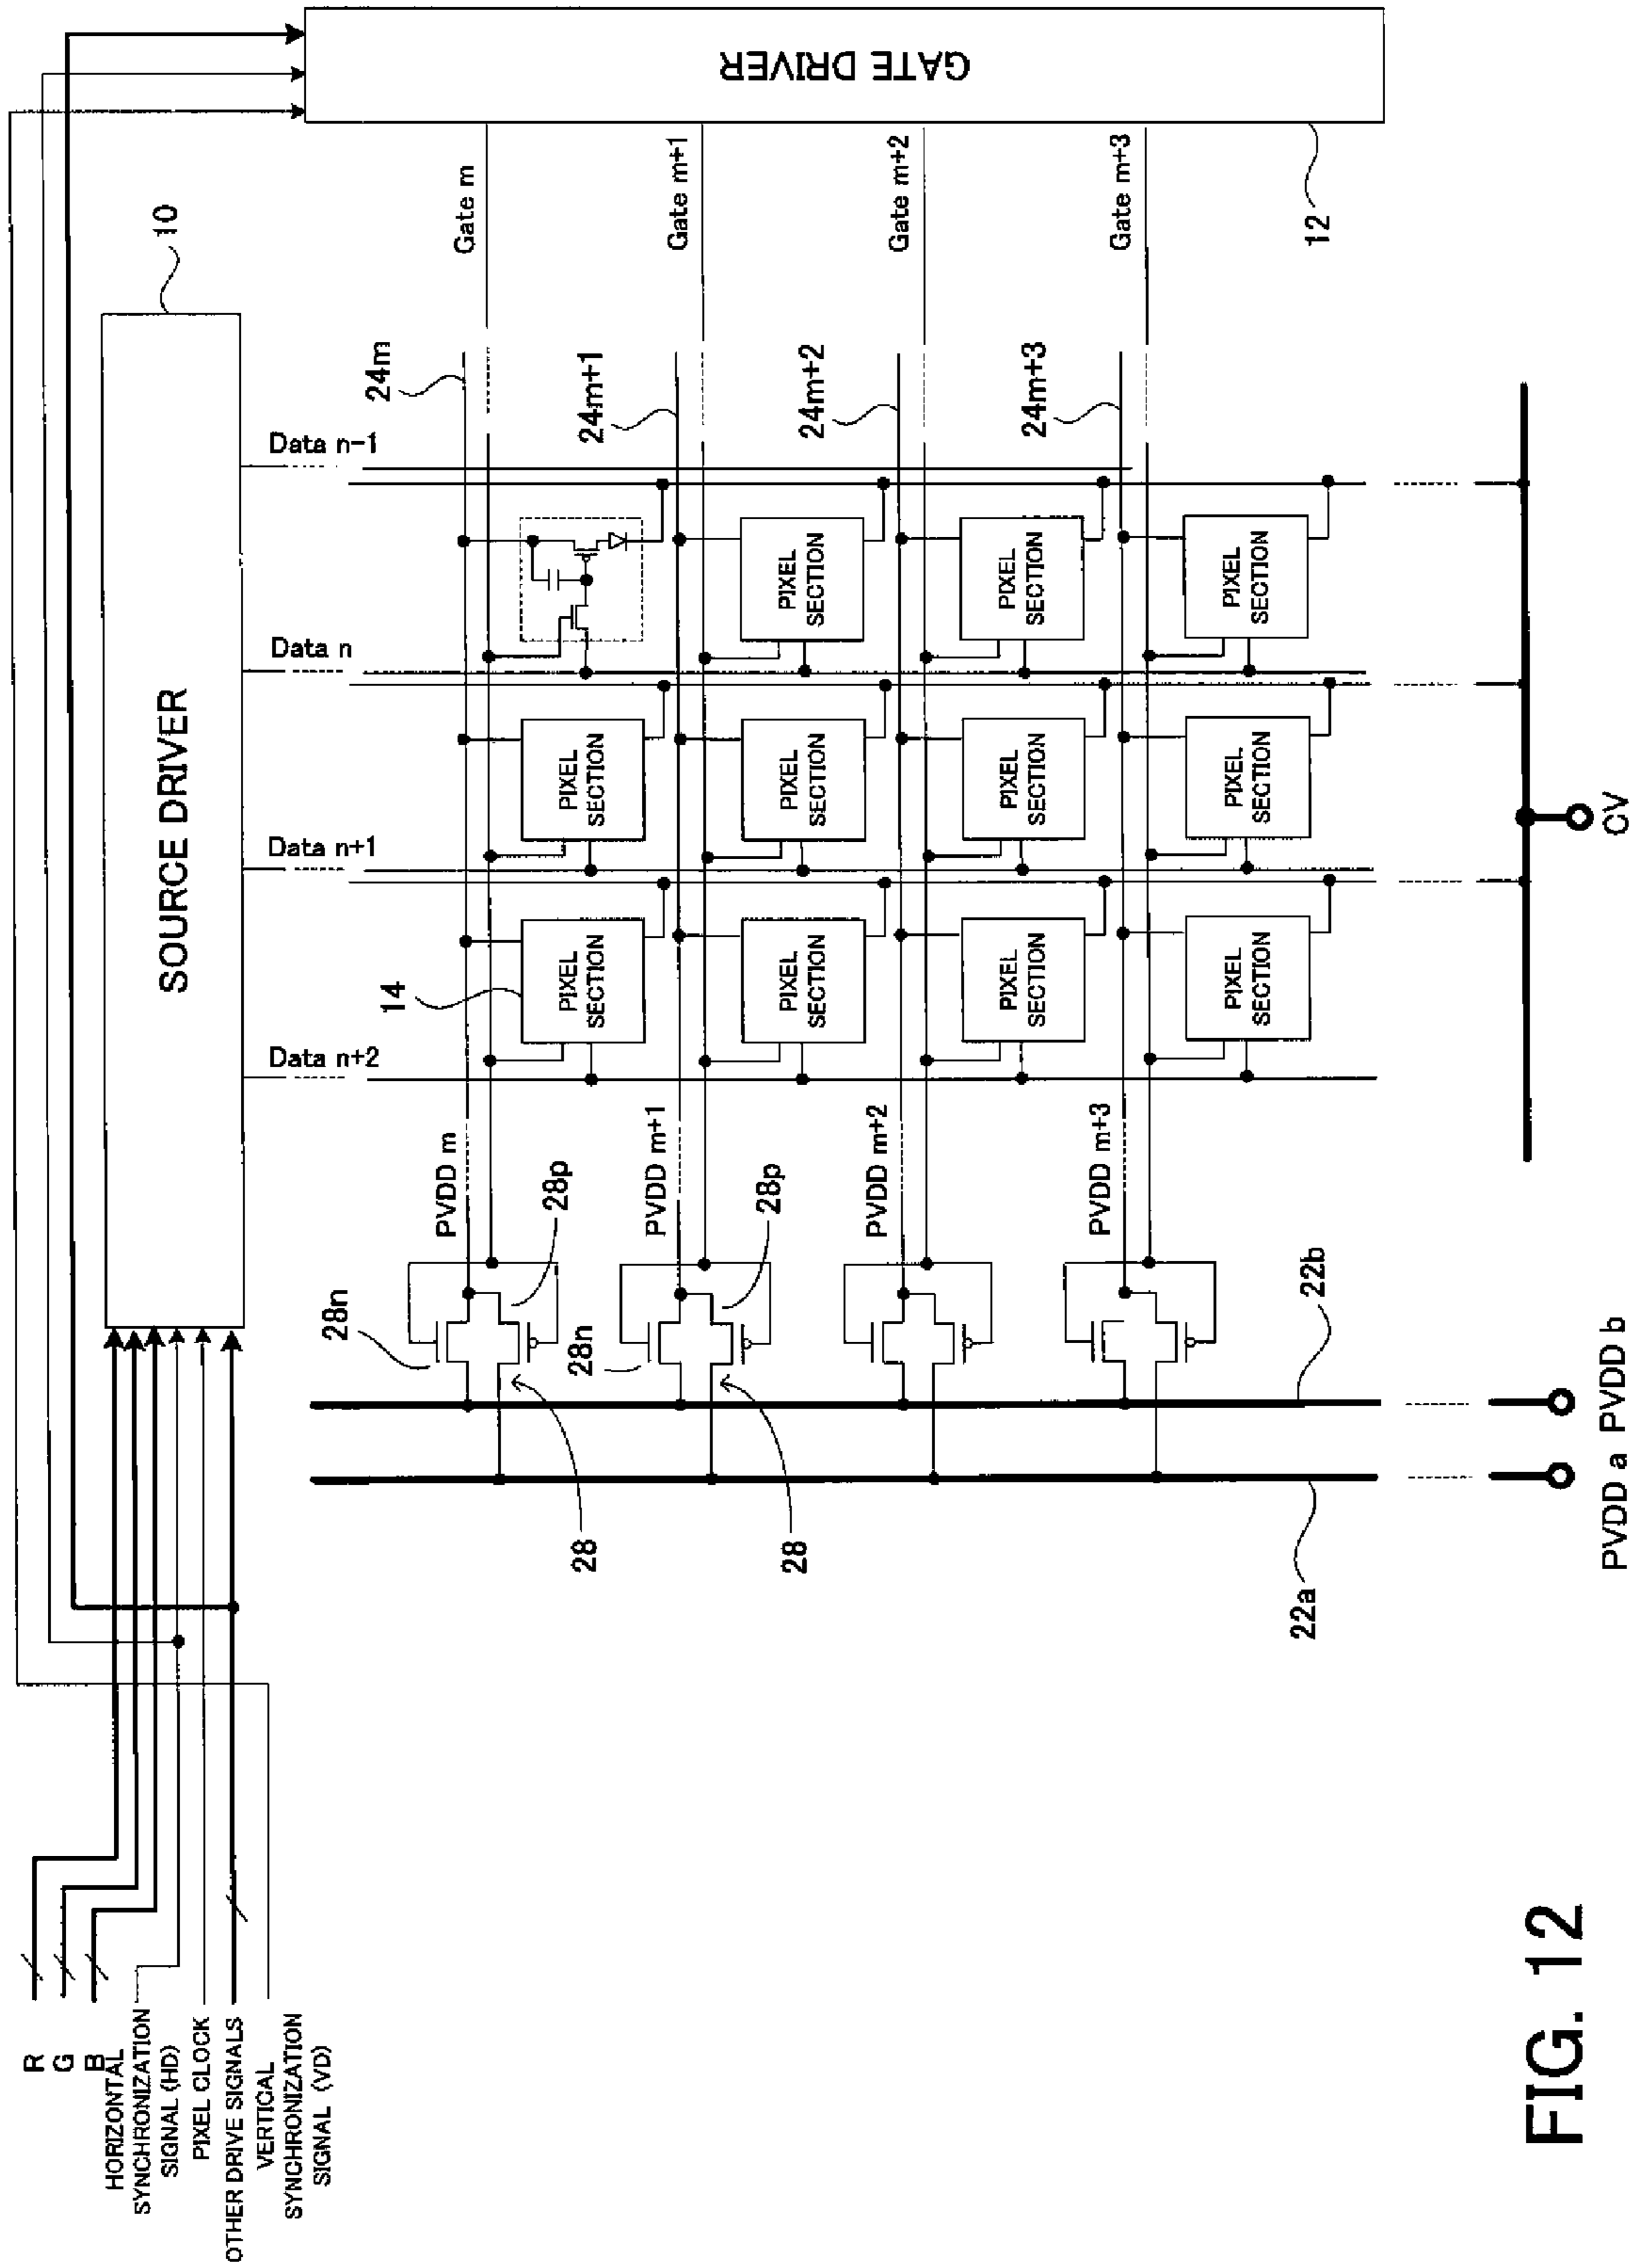 R
G
B
HORIZONTAL
SYNCHRONIZATION
SIGNAL (HD)
PIXEL CLOCK
OTHER DRIVE SIGNALS
VERTICAL
SYNCHRONIZATION
SIGNAL (VD)
SOURCE DRIVER
10
GATE DRIVER
12
Data n+2
Data n+1
Data n
Data n-1
28n
28p
28
PVDD m
14
PIXEL
SECTION
PIXEL
SECTION
24m
Gate m
28n
28p
28
PVDD m+1
PIXEL
SECTION
PIXEL
SECTION
PIXEL
SECTION
24m+1
Gate m+1
PVDD m+2
PIXEL
SECTION
PIXEL
SECTION
PIXEL
SECTION
24m+2
Gate m+2
PVDD m+3
PIXEL
SECTION
PIXEL
SECTION
PIXEL
SECTION
24m+3
Gate m+3
22a
22b
PVDD a
PVDD b
CV
FIG. 12